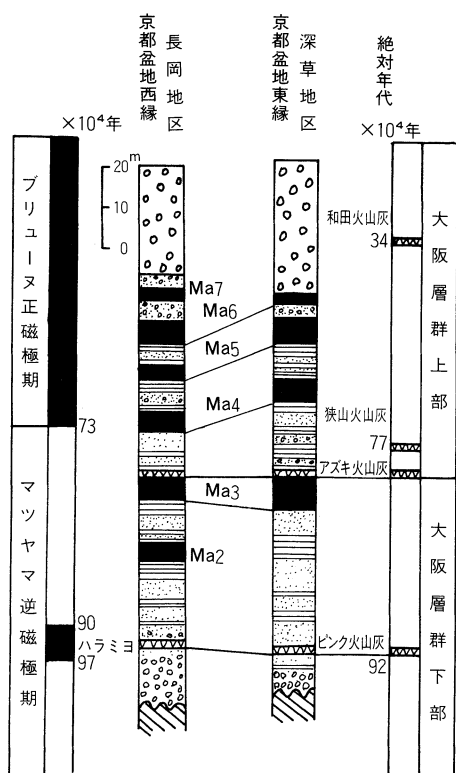 京都盆地西縁
長岡地区
京都盆地東縁
深草地区
絶対年代
×10⁴年
×10⁴年
20m
10
0
ブリューヌ正磁極期
マツヤマ逆磁極期
73
90
ハラミヨ
97
Ma7
Ma6
Ma5
Ma4
Ma3
Ma2
和田火山灰
34
狭山火山灰
77
アズキ火山灰
ピンク火山灰
92
大阪層群上部
大阪層群下部